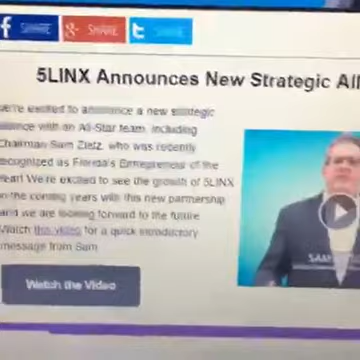 f SHARE
g+ SHARE
t SHARE
5LINX Announces New Strategic All
we're excited to announce a new strategic
alliance with an All-Star team, including
Chairman Sam Zietz, who was recently
recognized as Florida's Entrepreneur of the
Year! We're excited to see the growth of 5LINX
in the coming years with this new partnership
and we are looking forward to the future
Watch this video for a quick introductory
message from Sam
SAM
Watch the Video